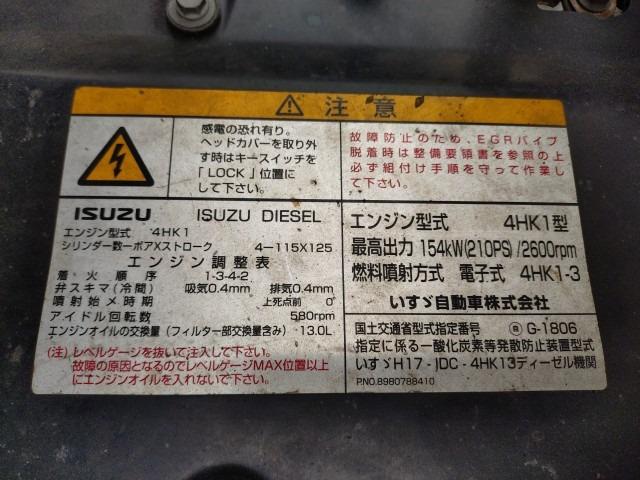 ⚠ 注意
感電の恐れ有り。
ヘッドカバーを取り外
す時はキースイッチを
「LOCK」位置に
して下さい。
故障防止のため、EGRパイプ
脱着時は整備要領書を参照の上
必ず組付け手順を守って作業
して下さい。
ISUZU ISUZU DIESEL
エンジン型式 4HK1
シリンダー数ーボアXストローク 4-115X125
エンジン調整表
着火順序 1-3-4-2
弁スキマ(冷間) 吸気0.4mm 排気0.4mm
噴射始メ時期 上死点前 0°
アイドル回転数 580rpm
エンジンオイルの交換量(フィルター部交換量含み) 13.0L
(注)レベルゲージを抜いて注入して下さい。
故障の原因となるのでレベルゲージMAX位置以上
にエンジンオイルを入れないで下さい。
エンジン型式 4HK1型
最高出力 154kW(210PS)/2600rpm
燃料噴射方式 電子式 4HK1-3
いすゞ自動車株式会社
国土交通省型式指定番号 ⓐ G-1806
指定に係る一酸化炭素等発散防止装置型式
いすゞH17-JDC-4HK13ディーゼル機関
P.NO.8980788410